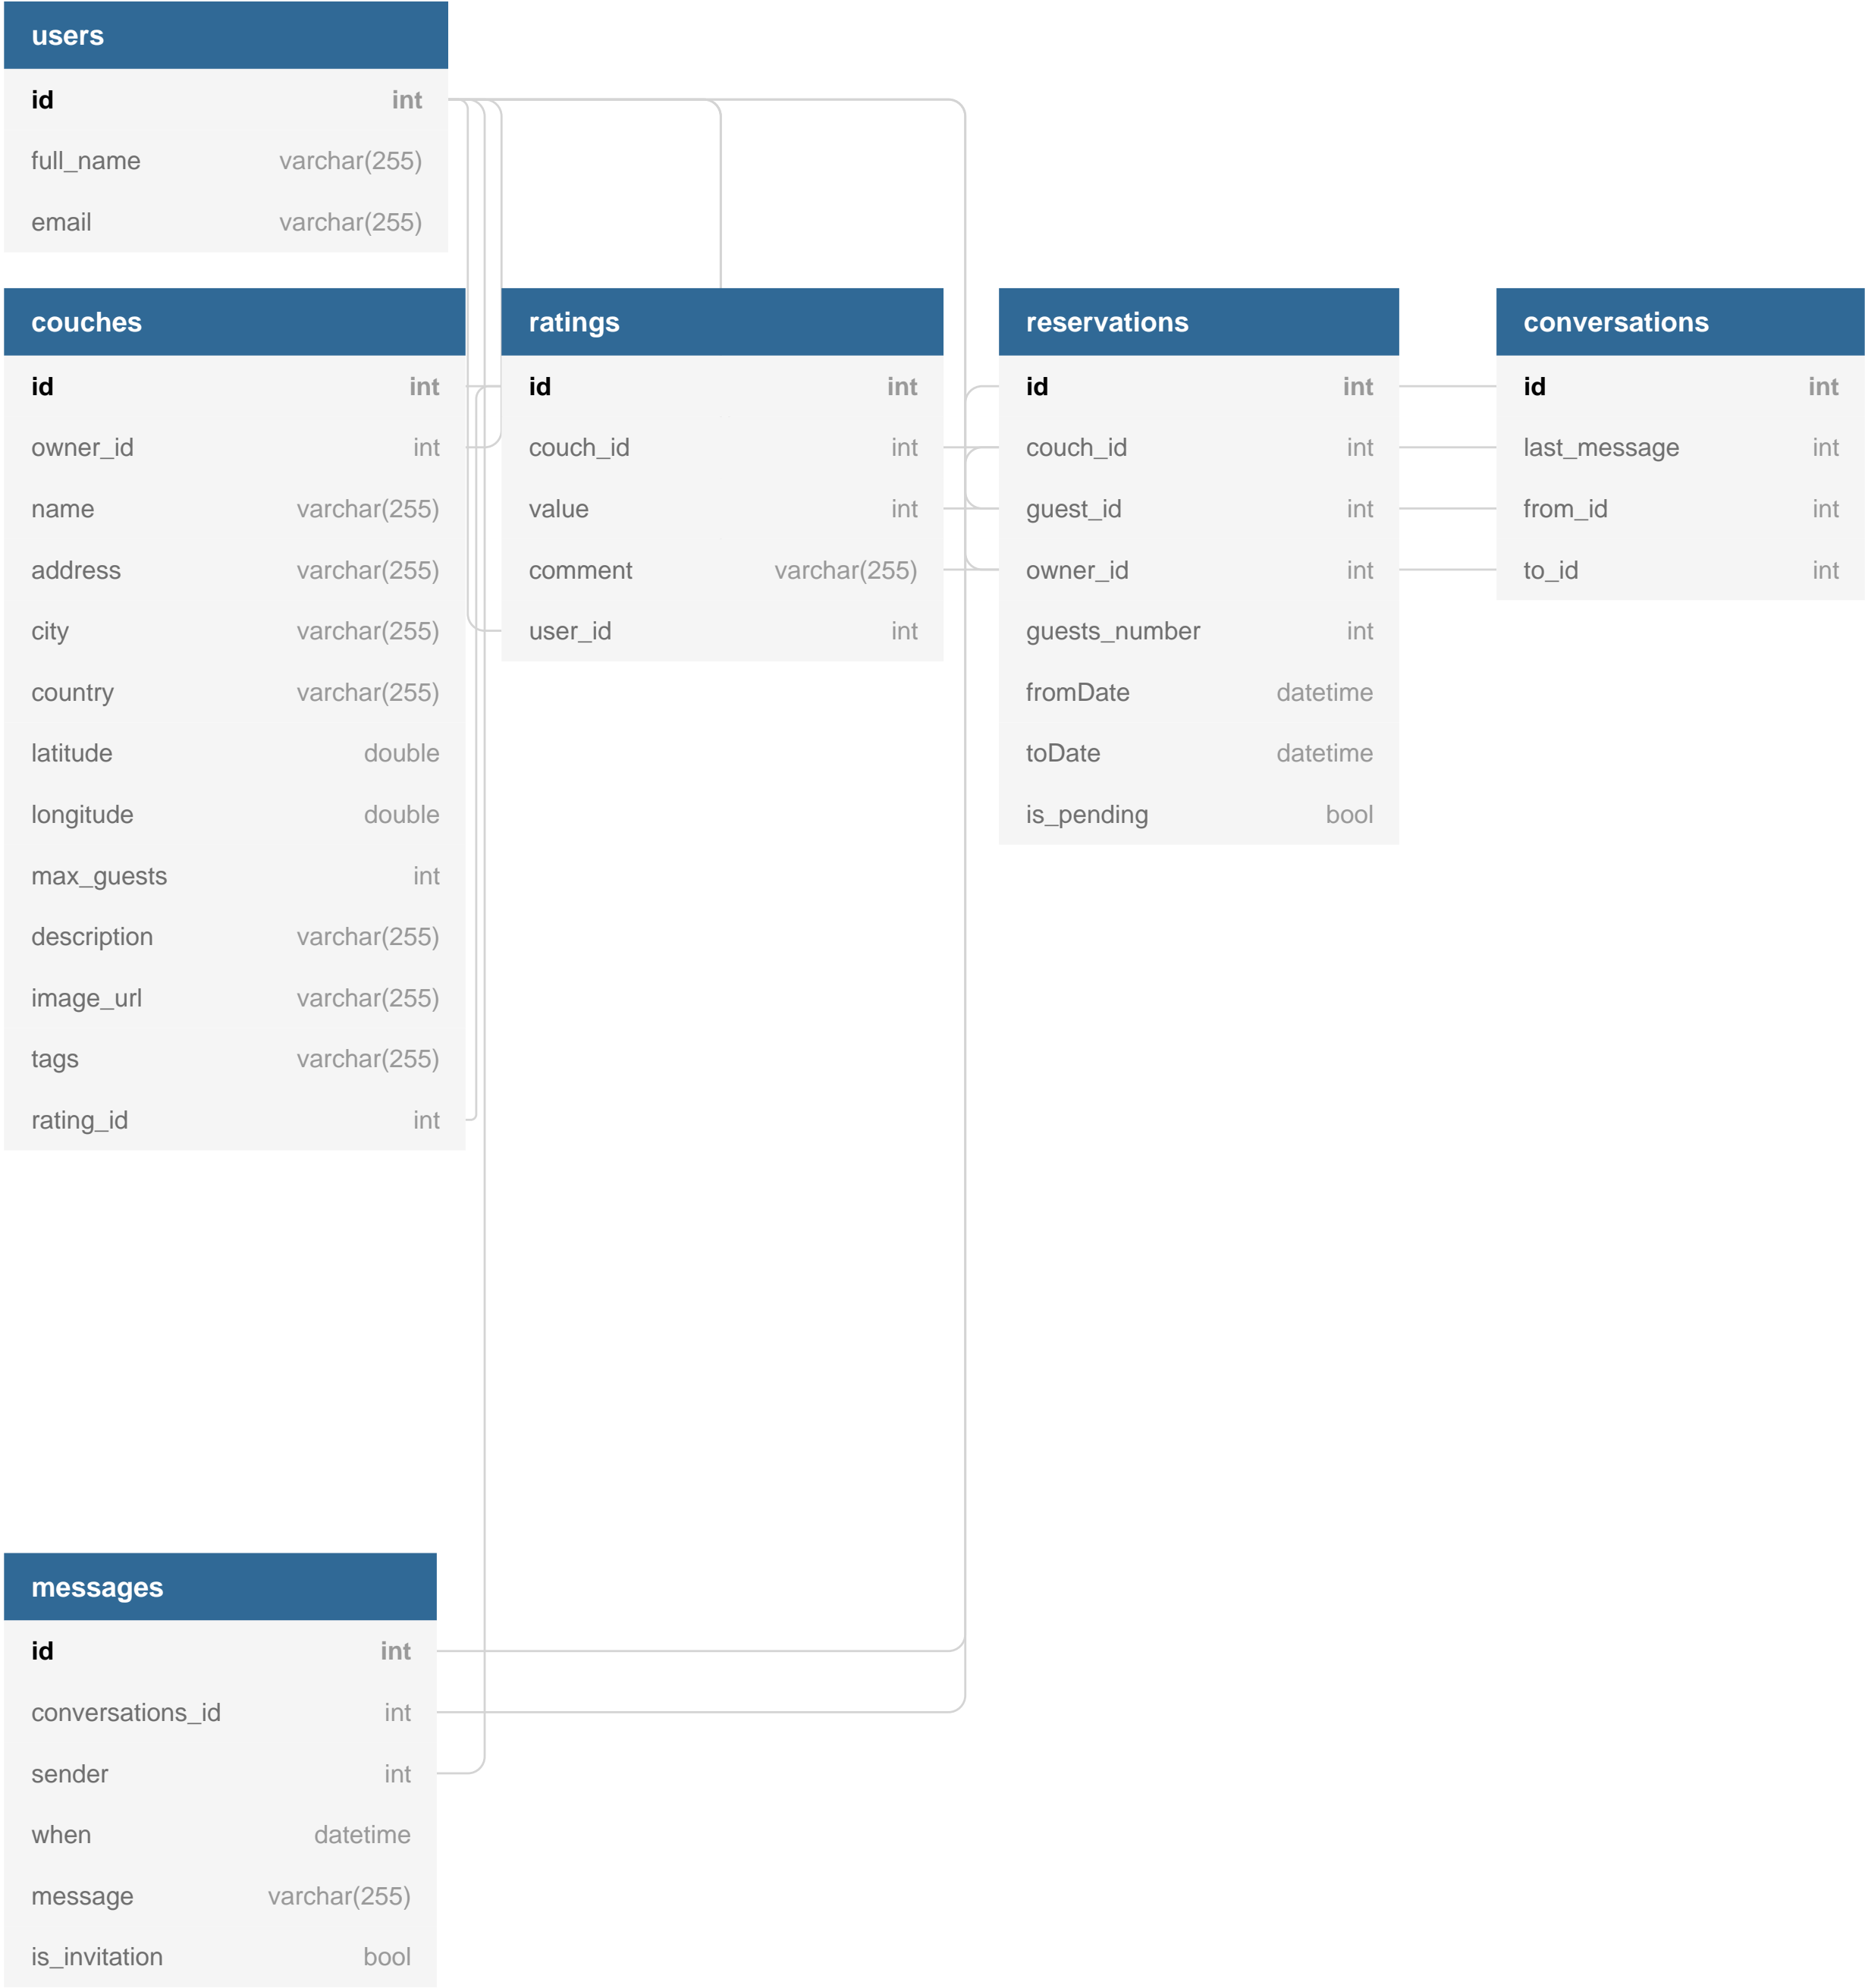 users
id int
full_name varchar(255)
email varchar(255)
couches
id int
owner_id int
name varchar(255)
address varchar(255)
city varchar(255)
country varchar(255)
latitude double
longitude double
max_guests int
description varchar(255)
image_url varchar(255)
tags varchar(255)
rating_id int
ratings
id int
couch_id int
value int
comment varchar(255)
user_id int
reservations
id int
couch_id int
guest_id int
owner_id int
guests_number int
fromDate datetime
toDate datetime
is_pending bool
conversations
id int
last_message int
from_id int
to_id int
messages
id int
conversations_id int
sender int
when datetime
message varchar(255)
is_invitation bool